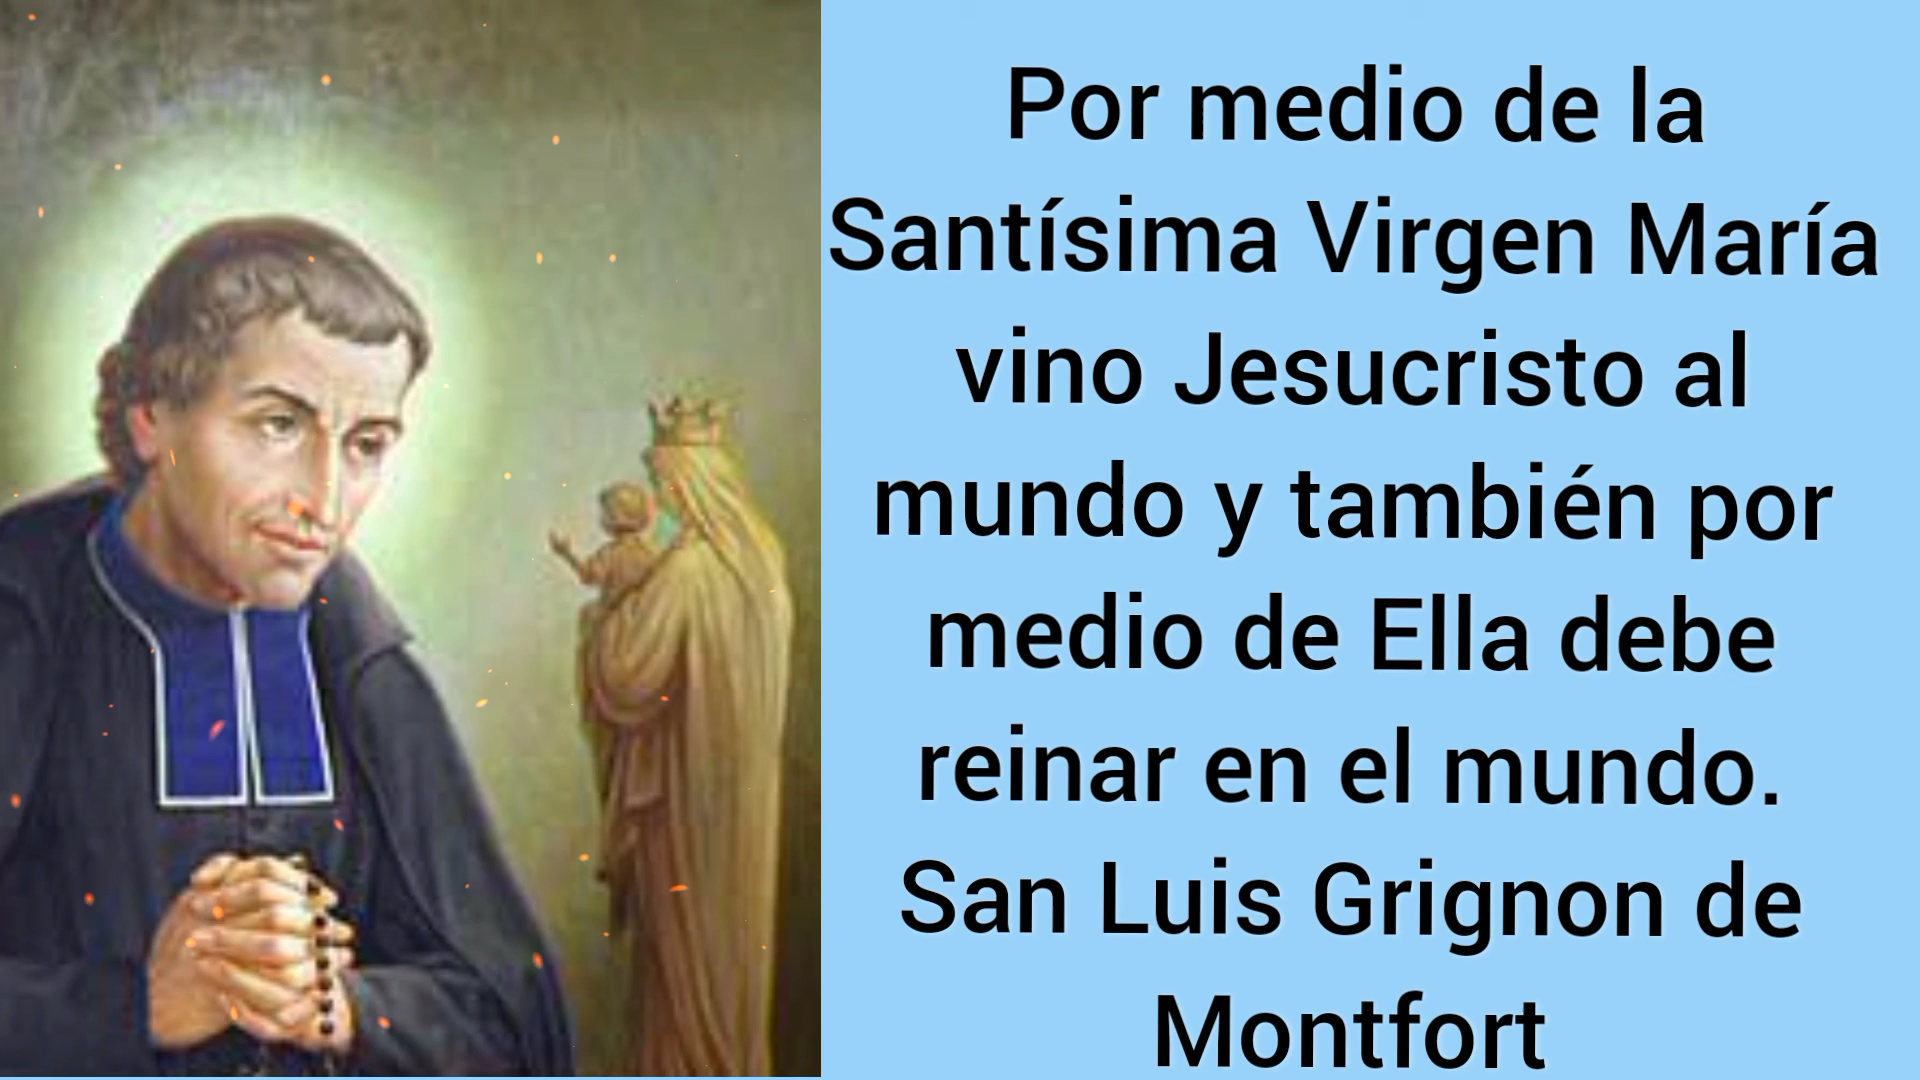 Por medio de la
Santísima Virgen María
vino Jesucristo al
mundo y también por
medio de Ella debe
reinar en el mundo.
San Luis Grignon de
Montfort